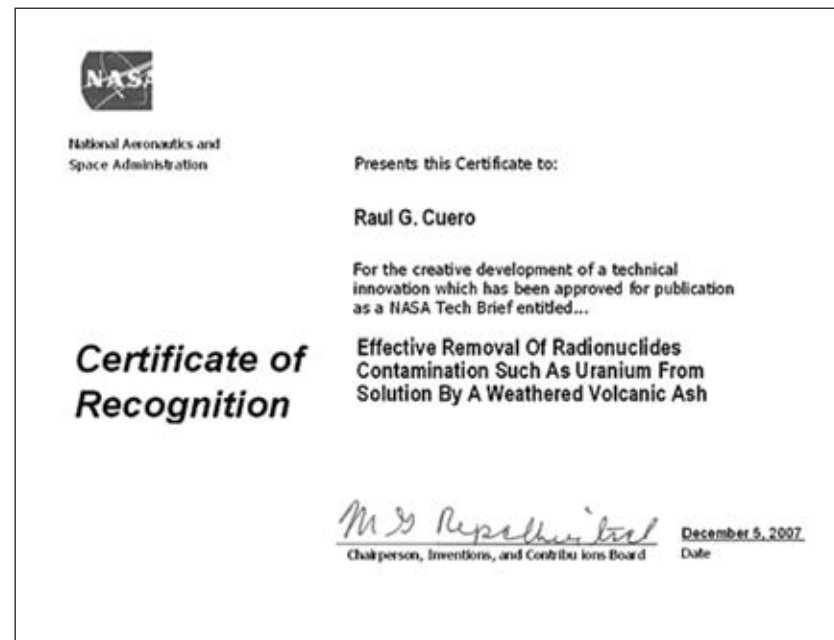 NASA
National Aeronautics and
Space Administration
Presents this Certificate to:
Raul G. Cuero
For the creative development of a technical
innovation which has been approved for publication
as a NASA Tech Brief entitled...
Certificate of
Recognition
Effective Removal Of Radionuclides
Contamination Such As Uranium From
Solution By A Weathered Volcanic Ash
M G
December 5, 2007
Chairperson, Inventions, and Contribu ions Board
Date